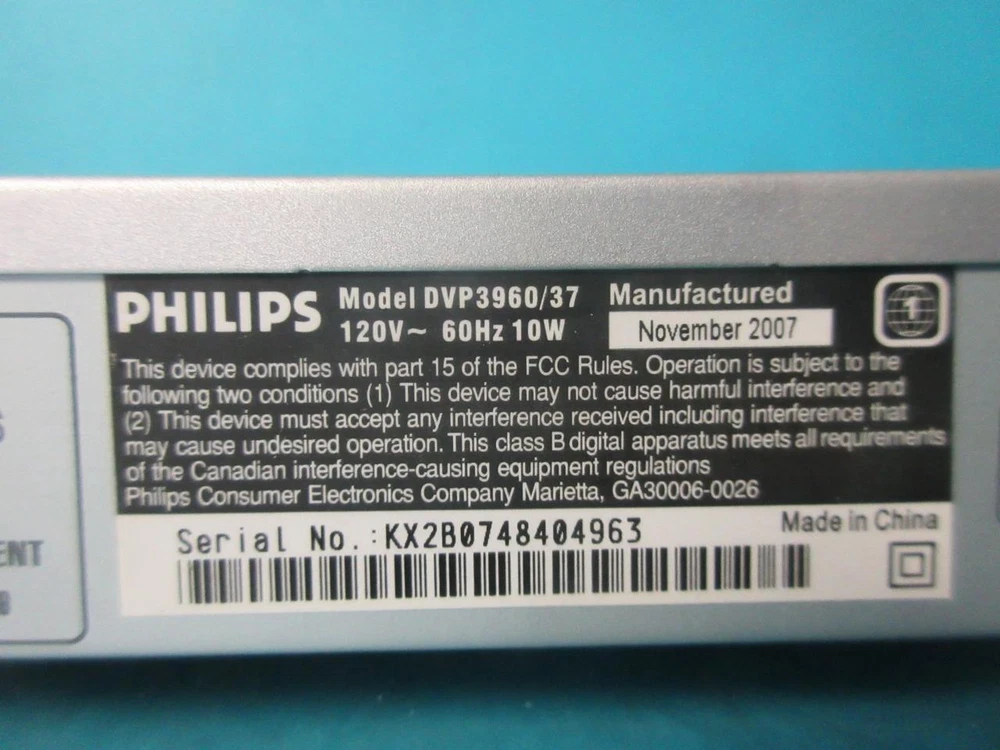 PHILIPS Model DVP3960/37 Manufactured
120V~ 60Hz 10W November 2007
1
This device complies with part 15 of the FCC Rules. Operation is subject to the
following two conditions (1) This device may not cause harmful interference and
(2) This device must accept any interference received including interference that
may cause undesired operation. This class B digital apparatus meets all requirements
of the Canadian interference-causing equipment regulations
Philips Consumer Electronics Company Marietta, GA30006-0026
Serial No.:KX2B0748404963
Made in China